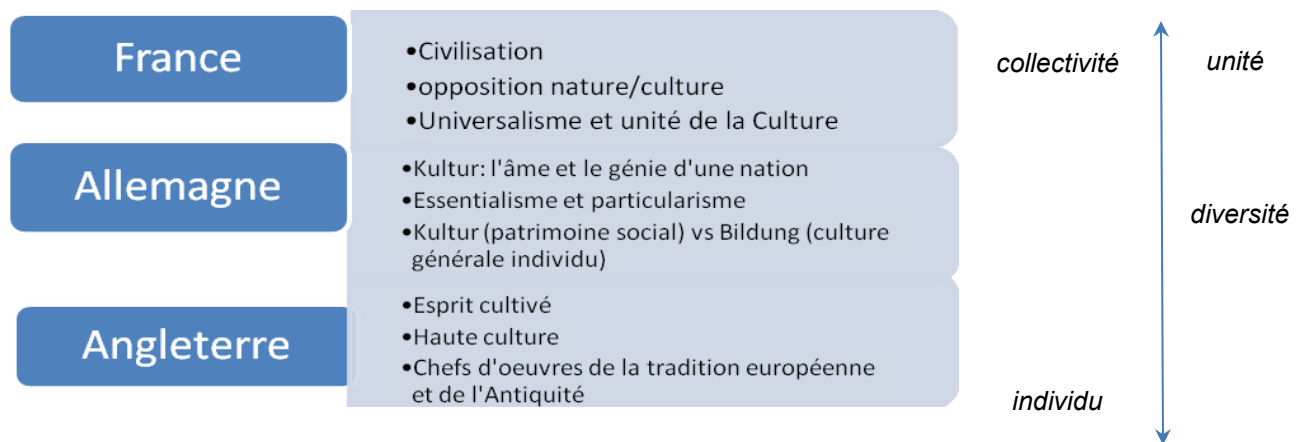 France
•Civilisation
•opposition nature/culture
•Universalisme et unité de la Culture
collectivité
unité
Allemagne
•Kultur: l'âme et le génie d'une nation
•Essentialisme et particularisme
•Kultur (patrimoine social) vs Bildung (culture
générale individu)
diversité
Angleterre
•Esprit cultivé
•Haute culture
•Chefs d'oeuvres de la tradition européenne
et de l'Antiquité
individu